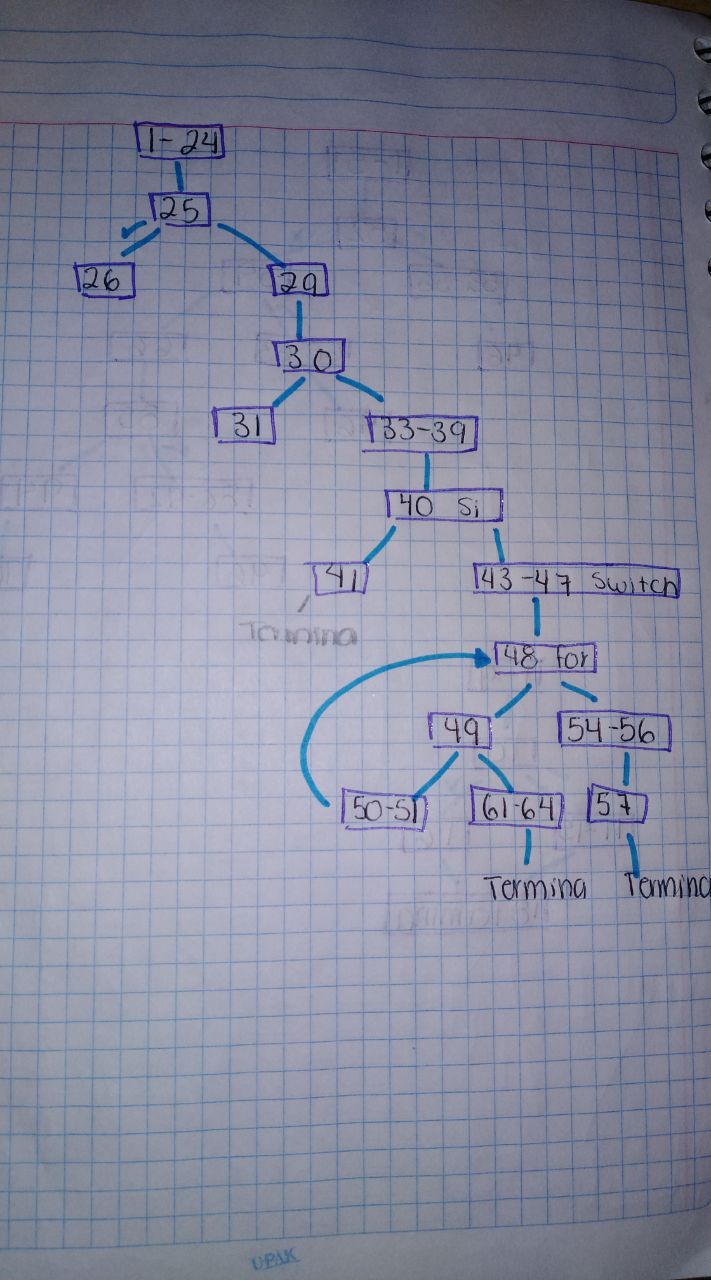 1-24
25
26 29
30
31 33-39
40 Si
41 43-47 Switch
Termina
48 for
49 54-56
50-51 61-64 57
Termina Termina